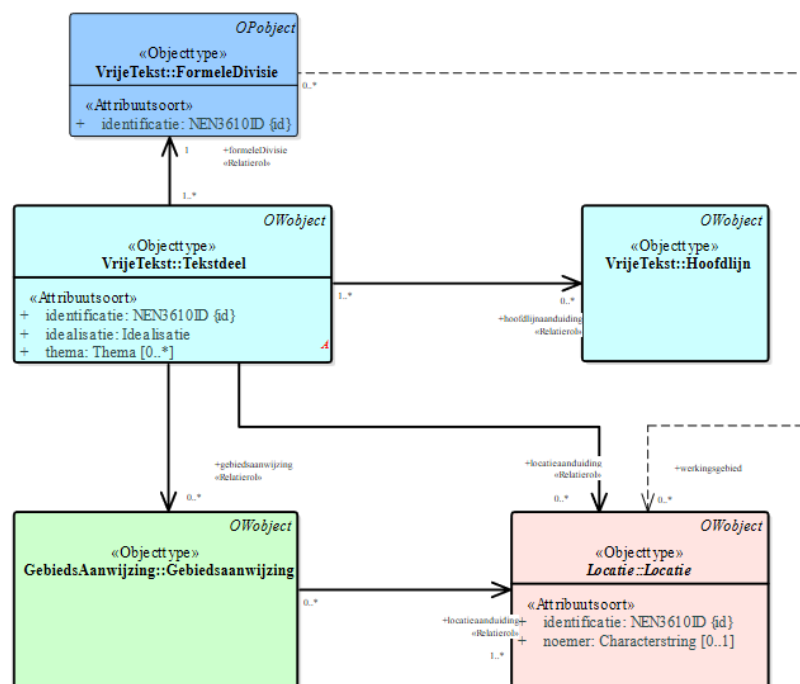 OPobject
«Objecttype»
VrijeTekst::FormeleDivisie
«Attribuutsoort»
+ identificatie: NEN3610ID {id}
0..*
1
+formeleDivisie
«Relatierol»
1..*
OWobject
«Objecttype»
VrijeTekst::Tekstdeel
«Attribuutsoort»
+ identificatie: NEN3610ID {id}
+ idealisatie: Idealisatie
+ thema: Thema [0..*]
A
1..*
0..*
+hoofdlijnaanduiding
«Relatierol»
OWobject
«Objecttype»
VrijeTekst::Hoofdlijn
+gebiedsaanwijzing
«Relatierol»
0..*
+locatieaanduiding
«Relatierol»
0..*
+werkingsgebied
0..*
OWobject
«Objecttype»
GebiedsAanwijzing::Gebiedsaanwijzing
0..*
+locatieaanduiding
«Relatierol»
1..*
OWobject
«Objecttype»
Locatie::Locatie
«Attribuutsoort»
+ identificatie: NEN3610ID {id}
+ noemer: Characterstring [0..1]